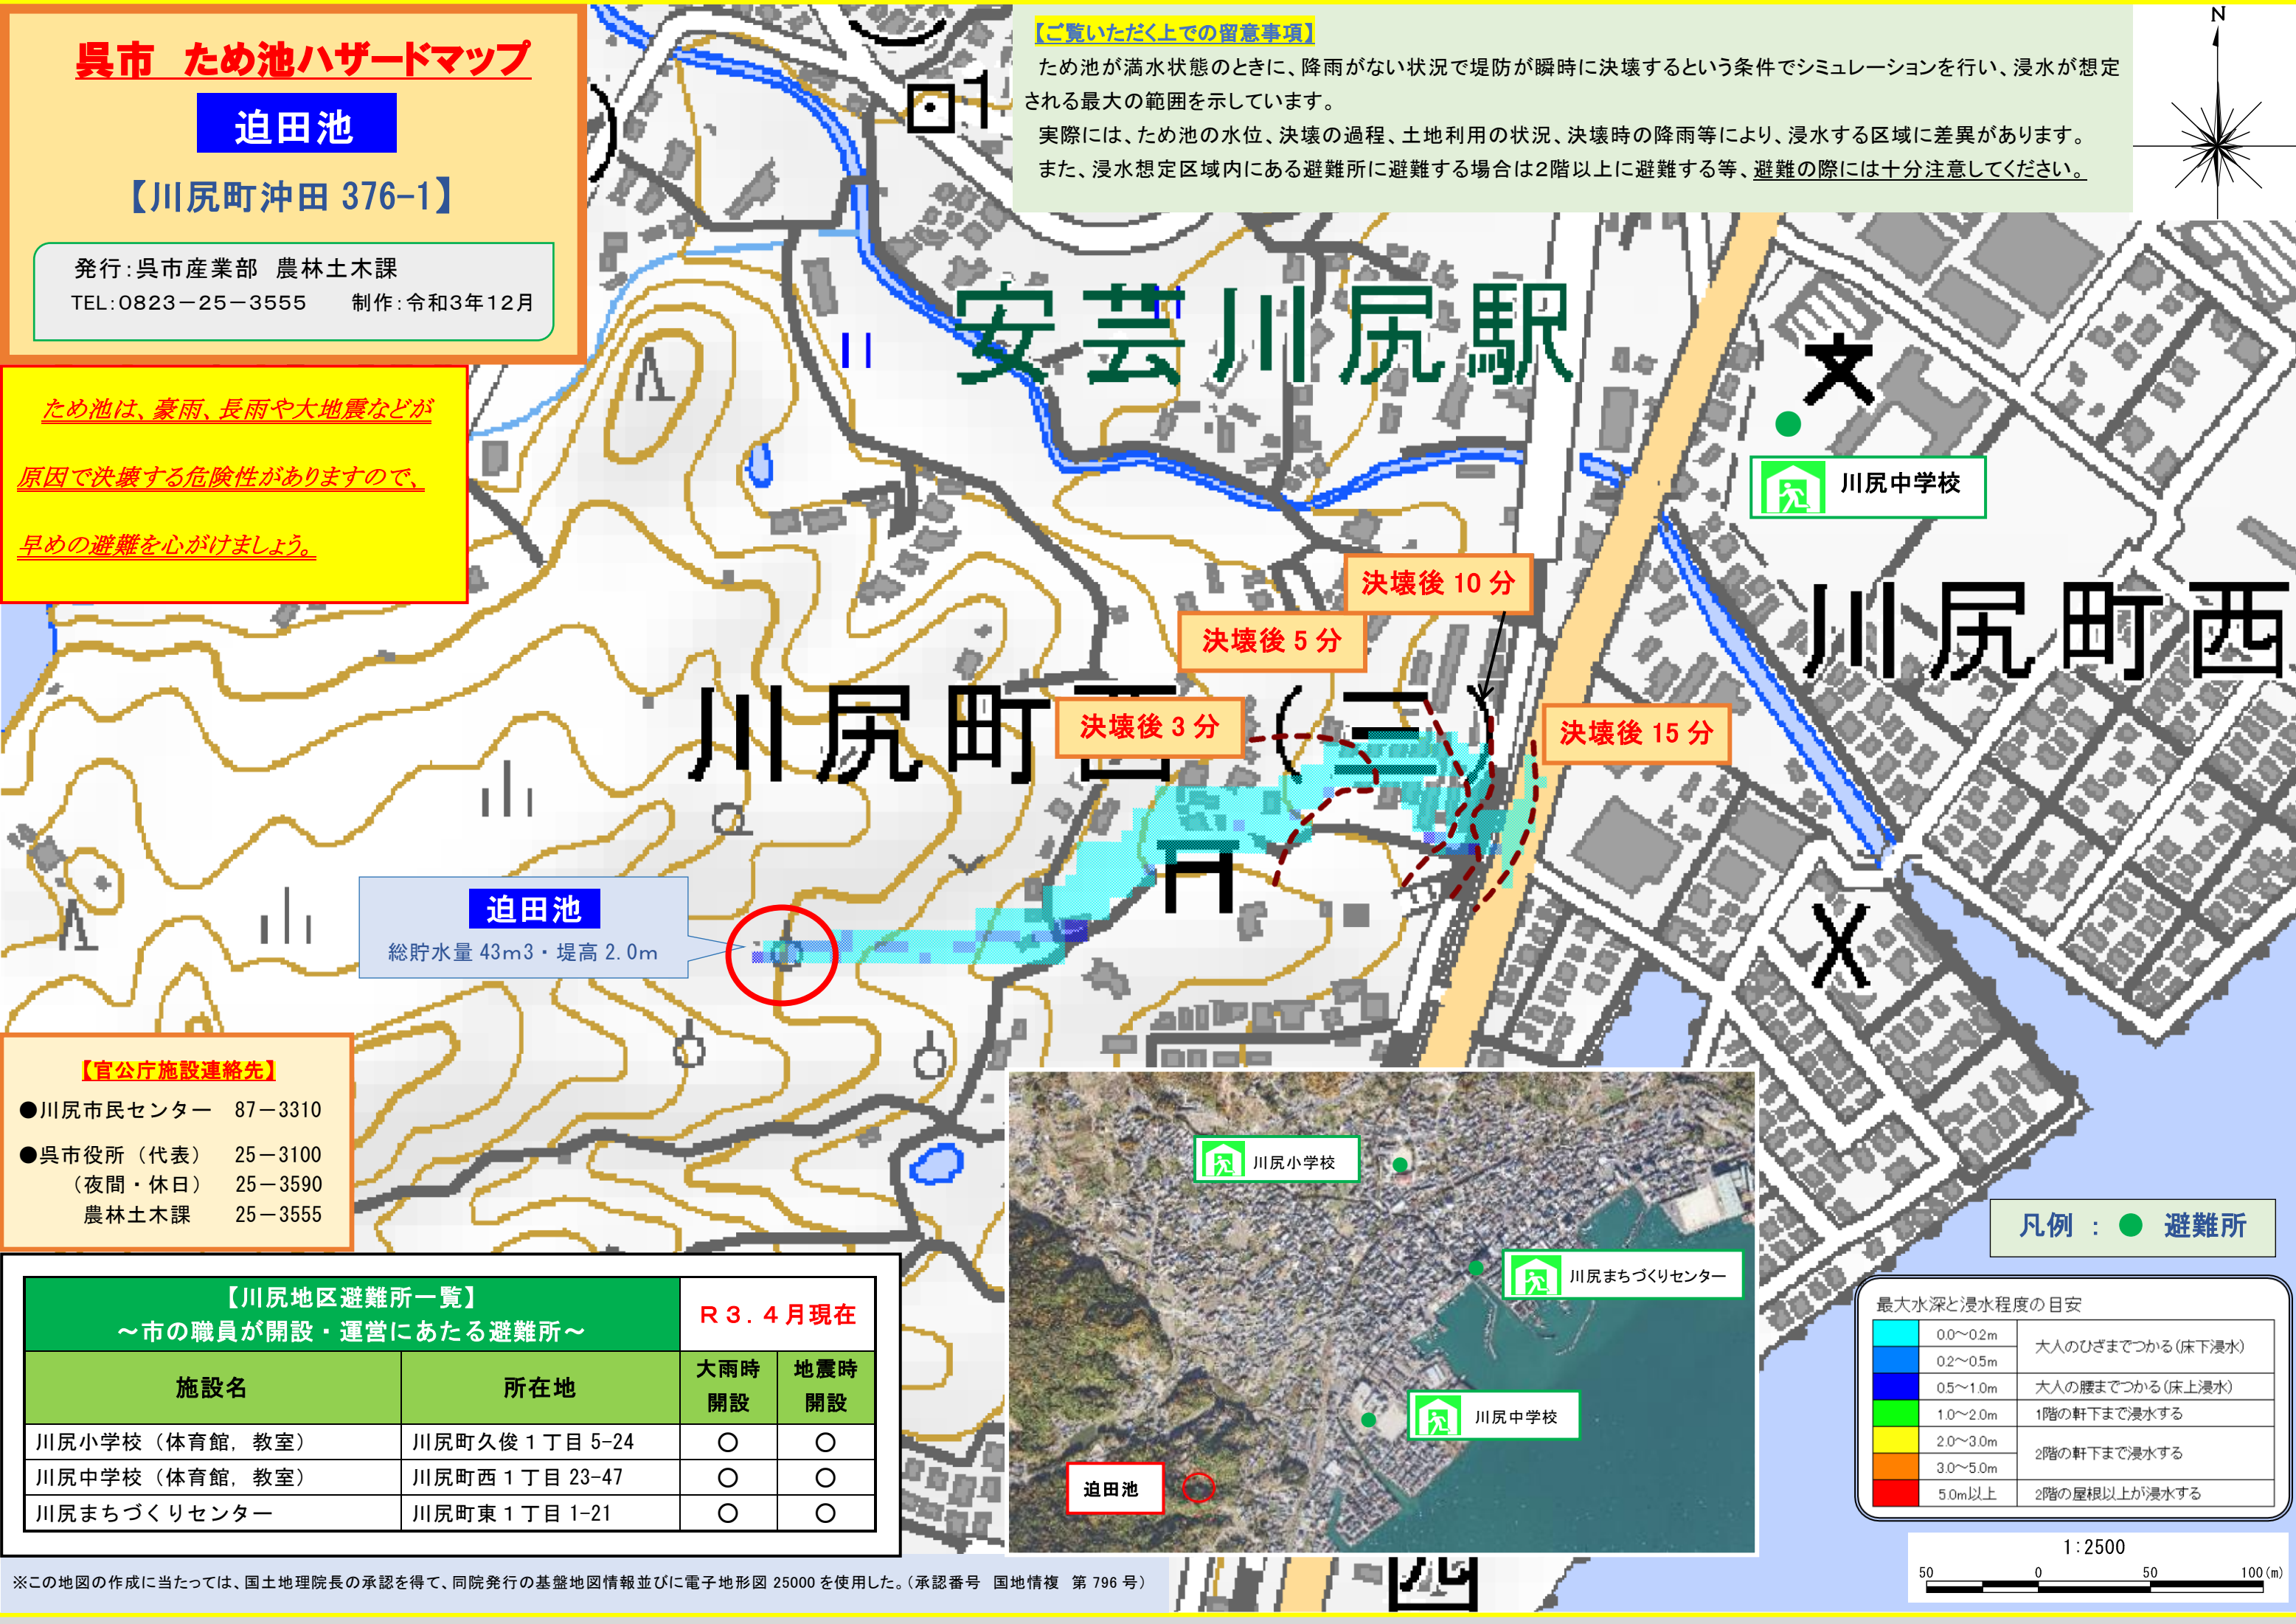 呉市　ため池ハザードマップ
迫田池
【川尻町沖田 376-1】
発行:呉市産業部　農林土木課
TEL:0823－25－3555　　制作:令和3年12月
ため池は、豪雨、長雨や大地震などが
原因で決壊する危険性がありますので、
早めの避難を心がけましょう。
【ご覧いただく上での留意事項】
ため池が満水状態のときに、降雨がない状況で堤防が瞬時に決壊するという条件でシミュレーションを行い、浸水が想定
される最大の範囲を示しています。
実際には、ため池の水位、決壊の過程、土地利用の状況、決壊時の降雨等により、浸水する区域に差異があります。
また、浸水想定区域内にある避難所に避難する場合は2階以上に避難する等、避難の際には十分注意してください。
N
安芸川尻駅
川尻中学校
川尻町西
決壊後 10 分
決壊後 5 分
決壊後 3 分
決壊後 15 分
川尻町西(三)
迫田池
総貯水量 43m3・堤高 2.0m
【官公庁施設連絡先】
●川尻市民センター　87－3310
●呉市役所（代表）　25－3100
（夜間・休日）　25－3590
農林土木課　　25－3555
川尻小学校
川尻まちづくりセンター
川尻中学校
迫田池
凡例 : ● 避難所
最大水深と浸水程度の目安
0.0～0.2m
大人のひざまでつかる(床下浸水)
0.2～0.5m
0.5～1.0m　大人の腰までつかる(床上浸水)
1.0～2.0m　1階の軒下まで浸水する
2.0～3.0m
2階の軒下まで浸水する
3.0～5.0m
5.0m以上　2階の屋根以上が浸水する
【川尻地区避難所一覧】
～市の職員が開設・運営にあたる避難所～
Ｒ３.４月現在
施設名　所在地　大雨時開設　地震時開設
川尻小学校（体育館，教室）　川尻町久俊１丁目 5-24　○　○
川尻中学校（体育館，教室）　川尻町西１丁目 23-47　○　○
川尻まちづくりセンター　川尻町東１丁目 1-21　○　○
1:2500
50　0　50　100(m)
※この地図の作成に当たっては、国土地理院長の承認を得て、同院発行の基盤地図情報並びに電子地形図 25000 を使用した。（承認番号　国地情複　第 796 号）